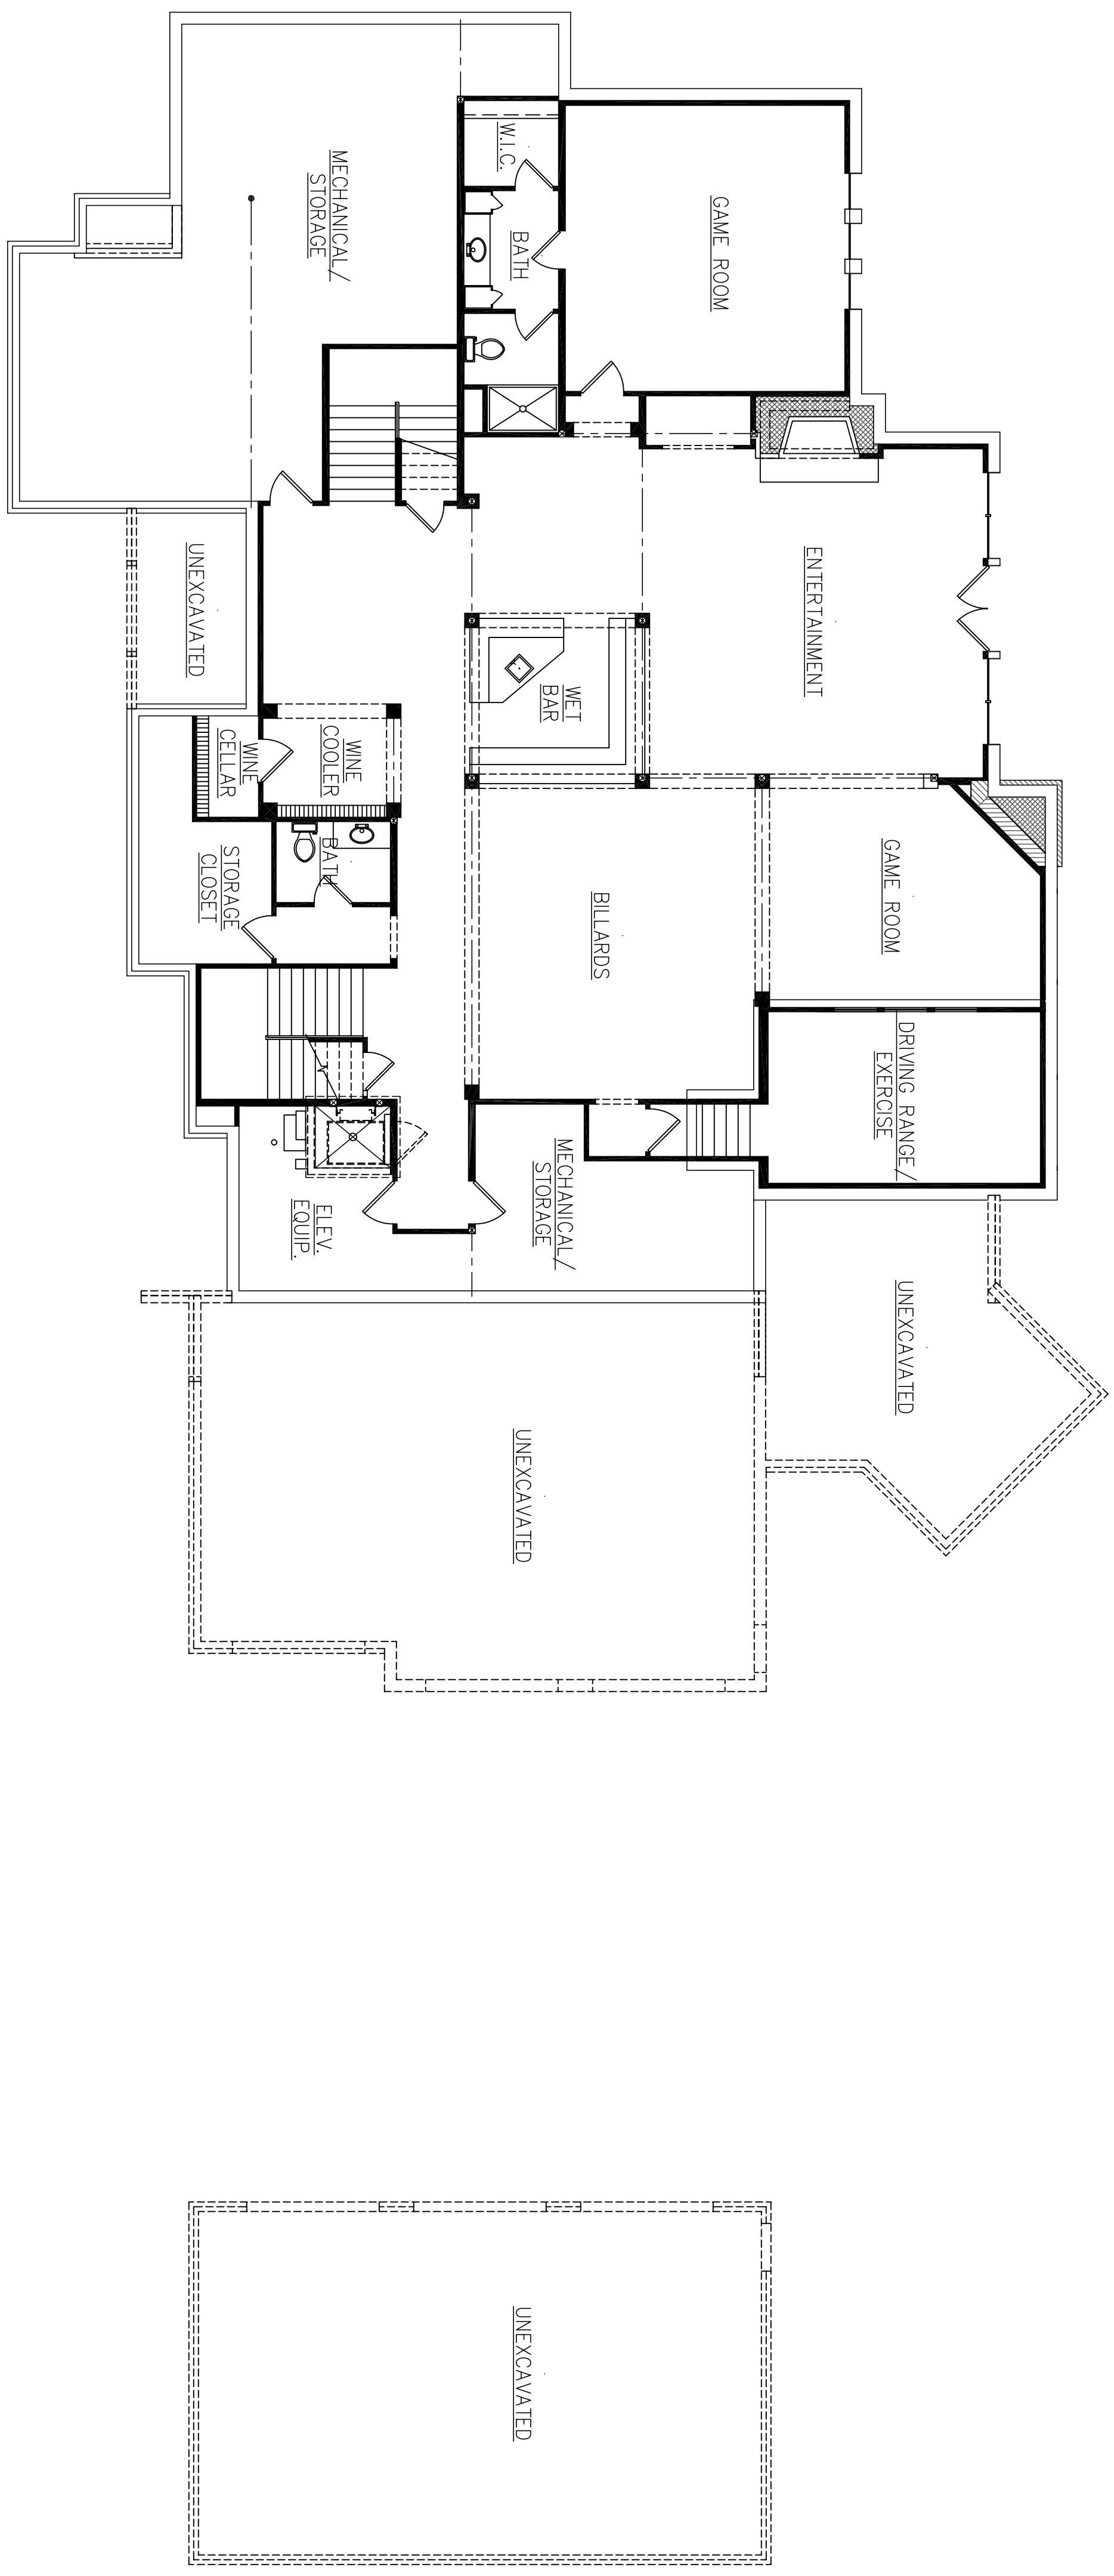 MECHANICAL/
STORAGE
W.I.C.
BATH
GAME ROOM
ENTERTAINMENT
UNEXCAVATED
WET
BAR
WINE
COOLER
WINE
CELLAR
BATH
STORAGE
CLOSET
BILLARDS
GAME ROOM
DRIVING RANGE/
EXERCISE
MECHANICAL/
STORAGE
ELEV.
EQUIP.
UNEXCAVATED
UNEXCAVATED
UNEXCAVATED